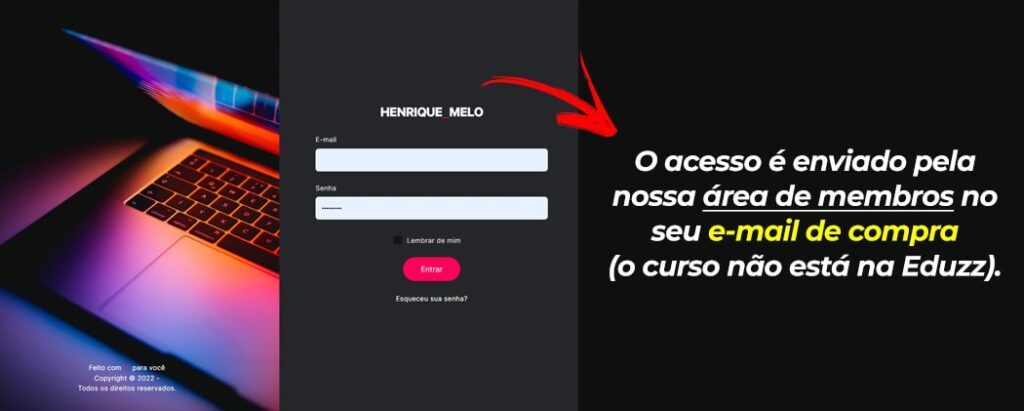 HENRIQUE_MELO
E-mail
Senha
Lembrar de mim
Entrar
Esqueceu sua senha?
Feito com para você
Copyright © 2022 -
Todos os direitos reservados.
O acesso é enviado pela
nossa área de membros no
seu e-mail de compra
(o curso não está na Eduzz).